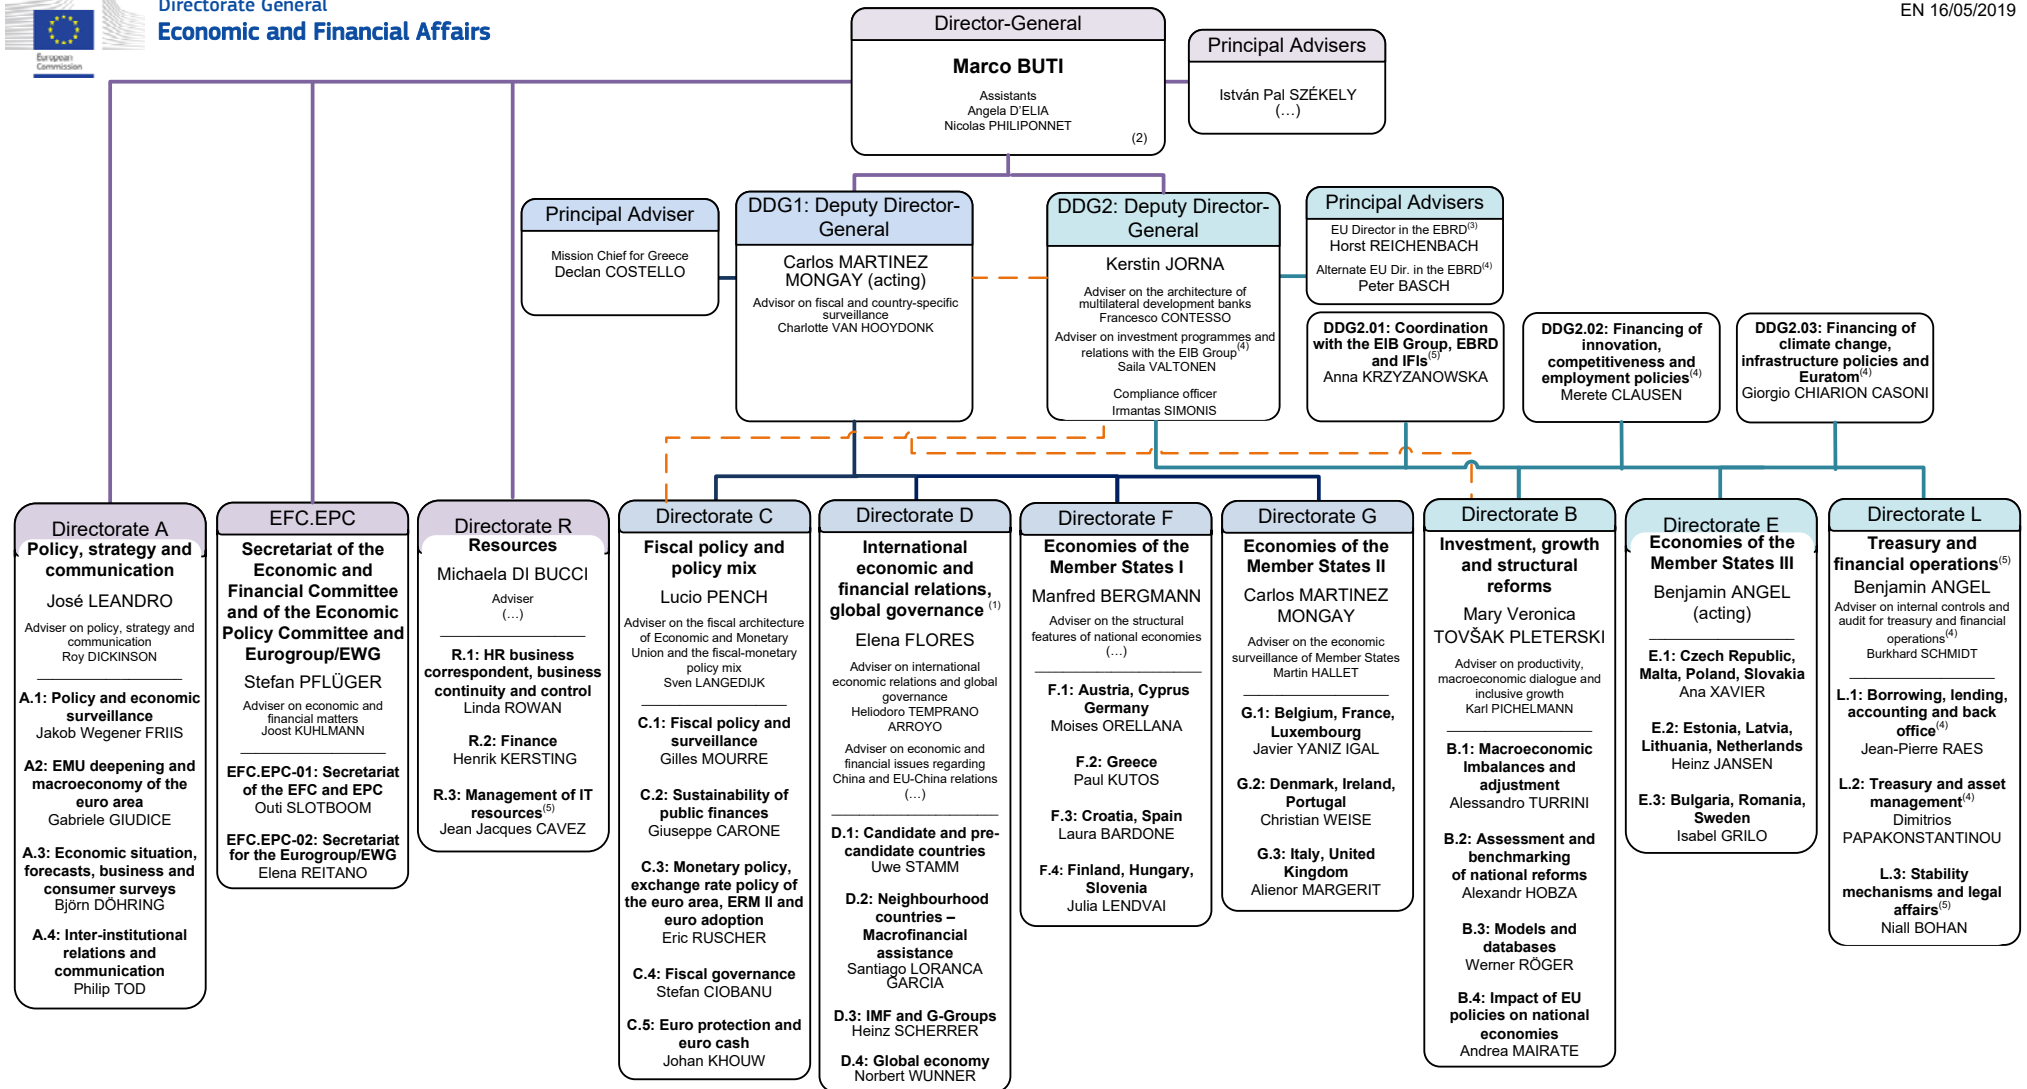 Directorate General
Economic and Financial Affairs
European
Commission
EN 16/05/2019
Director-General
Marco BUTI
Assistants
Angela D'ELIA
Nicolas PHILIPONNET
(2)
Principal Advisers
István Pal SZÉKELY
(…)
Principal Adviser
Mission Chief for Greece
Declan COSTELLO
DDG1: Deputy Director-
General
Carlos MARTINEZ
MONGAY (acting)
Advisor on fiscal and country-specific
surveillance
Charlotte VAN HOOYDONK
DDG2: Deputy Director-
General
Kerstin JORNA
Adviser on the architecture of
multilateral development banks
Francesco CONTESSO
Adviser on investment programmes and
relations with the EIB Group(4)
Saila VALTONEN
Compliance officer
Irmantas SIMONIS
Principal Advisers
EU Director in the EBRD(3)
Horst REICHENBACH
Alternate EU Dir. in the EBRD(4)
Peter BASCH
DDG2.01: Coordination
with the EIB Group, EBRD
and IFIs(5)
Anna KRZYZANOWSKA
DDG2.02: Financing of
innovation,
competitiveness and
employment policies(4)
Merete CLAUSEN
DDG2.03: Financing of
climate change,
infrastructure policies and
Euratom(4)
Giorgio CHIARION CASONI
Directorate A
Policy, strategy and
communication
José LEANDRO
Adviser on policy, strategy and
communication
Roy DICKINSON
A.1: Policy and economic
surveillance
Jakob Wegener FRIIS
A2: EMU deepening and
macroeconomy of the
euro area
Gabriele GIUDICE
A.3: Economic situation,
forecasts, business and
consumer surveys
Björn DÖHRING
A.4: Inter-institutional
relations and
communication
Philip TOD
EFC.EPC
Secretariat of the
Economic and
Financial Committee
and of the Economic
Policy Committee and
Eurogroup/EWG
Stefan PFLÜGER
Adviser on economic and
financial matters
Joost KUHLMANN
EFC.EPC-01: Secretariat
of the EFC and EPC
Outi SLOTBOOM
EFC.EPC-02: Secretariat
for the Eurogroup/EWG
Elena REITANO
Directorate R
Resources
Michaela DI BUCCI
Adviser
(…)
R.1: HR business
correspondent, business
continuity and control
Linda ROWAN
R.2: Finance
Henrik KERSTING
R.3: Management of IT
resources(5)
Jean Jacques CAVEZ
Directorate C
Fiscal policy and
policy mix
Lucio PENCH
Adviser on the fiscal architecture
of Economic and Monetary
Union and the fiscal-monetary
policy mix
Sven LANGEDIJK
C.1: Fiscal policy and
surveillance
Gilles MOURRE
C.2: Sustainability of
public finances
Giuseppe CARONE
C.3: Monetary policy,
exchange rate policy of
the euro area, ERM II and
euro adoption
Eric RUSCHER
C.4: Fiscal governance
Stefan CIOBANU
C.5: Euro protection and
euro cash
Johan KHOUW
Directorate D
International
economic and
financial relations,
global governance (1)
Elena FLORES
Adviser on international
economic relations and global
governance
Heliodoro TEMPRANO
ARROYO
Adviser on economic and
financial issues regarding
China and EU-China relations
(…)
D.1: Candidate and pre-
candidate countries
Uwe STAMM
D.2: Neighbourhood
countries –
Macrofinancial
assistance
Santiago LORANCA
GARCIA
D.3: IMF and G-Groups
Heinz SCHERRER
D.4: Global economy
Norbert WUNNER
Directorate F
Economies of the
Member States I
Manfred BERGMANN
Adviser on the structural
features of national economies
(…)
F.1: Austria, Cyprus
Germany
Moises ORELLANA
F.2: Greece
Paul KUTOS
F.3: Croatia, Spain
Laura BARDONE
F.4: Finland, Hungary,
Slovenia
Julia LENDVAI
Directorate G
Economies of the
Member States II
Carlos MARTINEZ
MONGAY
Adviser on the economic
surveillance of Member States
Martin HALLET
G.1: Belgium, France,
Luxembourg
Javier YANIZ IGAL
G.2: Denmark, Ireland,
Portugal
Christian WEISE
G.3: Italy, United
Kingdom
Alienor MARGERIT
Directorate B
Investment, growth
and structural
reforms
Mary Veronica
TOVŠAK PLETERSKI
Adviser on productivity,
macroeconomic dialogue and
inclusive growth
Karl PICHELMANN
B.1: Macroeconomic
Imbalances and
adjustment
Alessandro TURRINI
B.2: Assessment and
benchmarking
of national reforms
Alexandr HOBZA
B.3: Models and
databases
Werner RÖGER
B.4: Impact of EU
policies on national
economies
Andrea MAIRATE
Directorate E
Economies of the
Member States III
Benjamin ANGEL
(acting)
E.1: Czech Republic,
Malta, Poland, Slovakia
Ana XAVIER
E.2: Estonia, Latvia,
Lithuania, Netherlands
Heinz JANSEN
E.3: Bulgaria, Romania,
Sweden
Isabel GRILO
Directorate L
Treasury and
financial operations(5)
Benjamin ANGEL
Adviser on internal controls and
audit for treasury and financial
operations(4)
Burkhard SCHMIDT
L.1: Borrowing, lending,
accounting and back
office(4)
Jean-Pierre RAES
L.2: Treasury and asset
management(4)
Dimitrios
PAPAKONSTANTINOU
L.3: Stability
mechanisms and legal
affairs(5)
Niall BOHAN